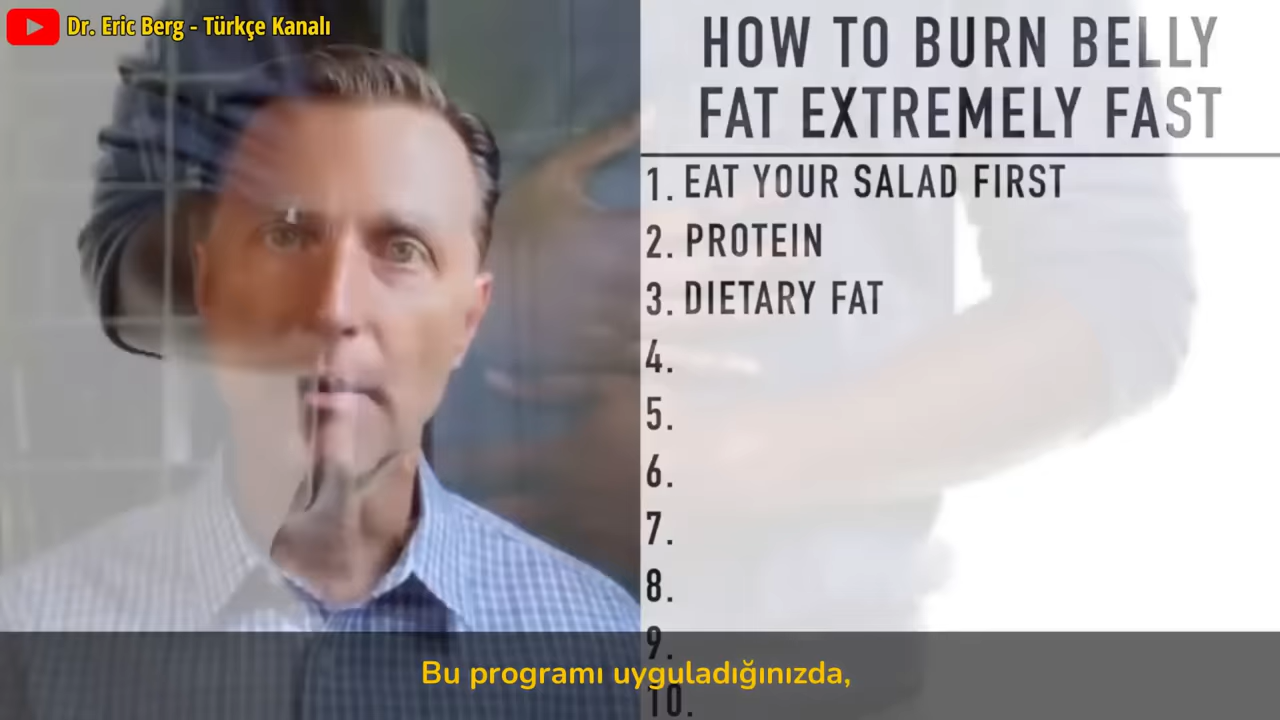 Dr. Eric Berg - Türkçe Kanalı
HOW TO BURN BELLY
FAT EXTREMELY FAST
1. EAT YOUR SALAD FIRST
2. PROTEIN
3. DIETARY FAT
4.
5.
6.
7.
8.
9.
10.
Bu programı uyguladığınızda,